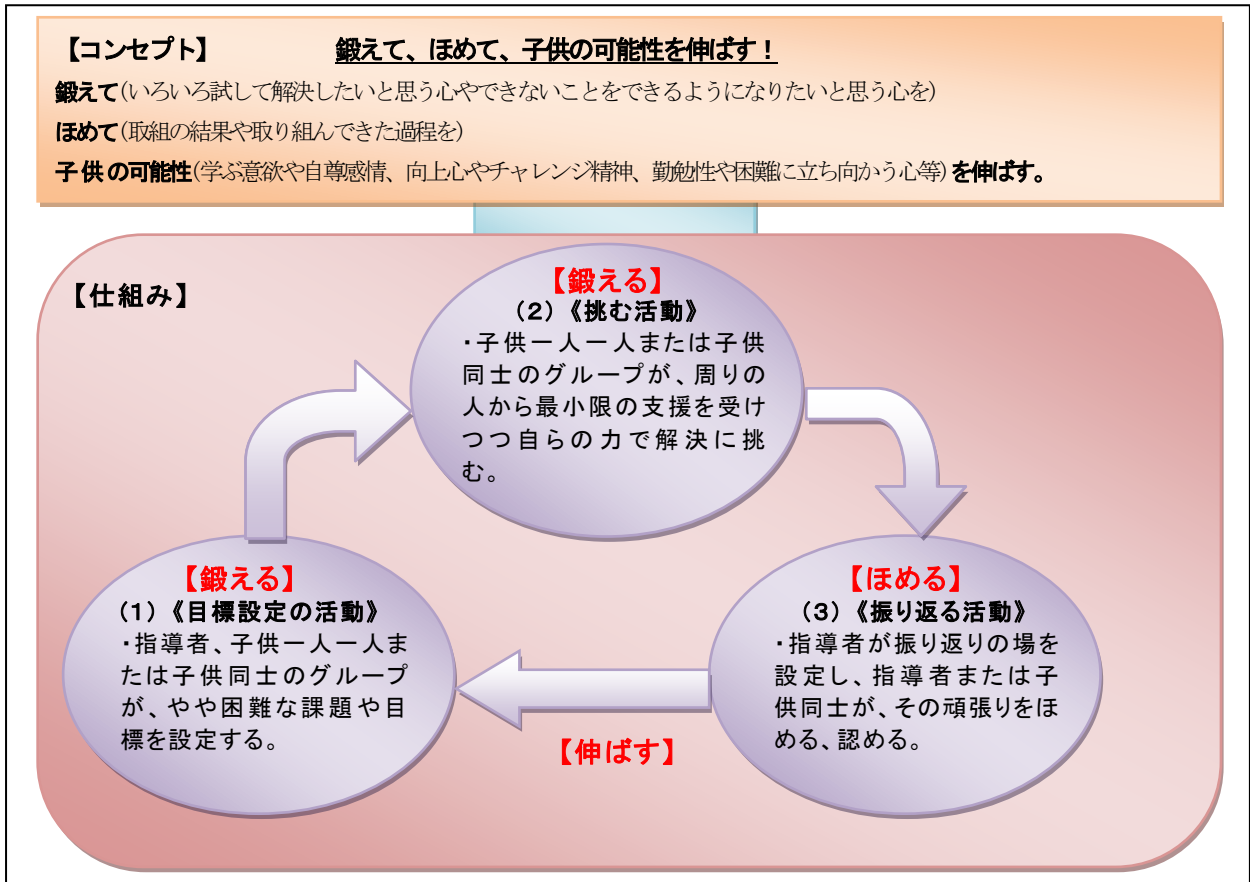 【コンセプト】 鍛えて、ほめて、子供の可能性を伸ばす！
鍛えて(いろいろ試して解決したいと思う心やできないことをできるようになりたいと思う心を)
ほめて(取組の結果や取り組んできた過程を)
子供の可能性(学ぶ意欲や自尊感情、向上心やチャレンジ精神、勤勉性や困難に立ち向かう心等)を伸ばす。
【仕組み】
【鍛える】
（２）《挑む活動》
・子供一人一人または子供
同士のグループが、周りの
人から最小限の支援を受け
つつ自らの力で解決に挑
む。
【鍛える】
（１）《目標設定の活動》
・指導者、子供一人一人ま
たは子供同士のグループ
が、やや困難な課題や目
標を設定する。
【ほめる】
（３）《振り返る活動》
・指導者が振り返りの場を
設定し、指導者または子
供同士が、その頑張りをほ
める、認める。
【伸ばす】